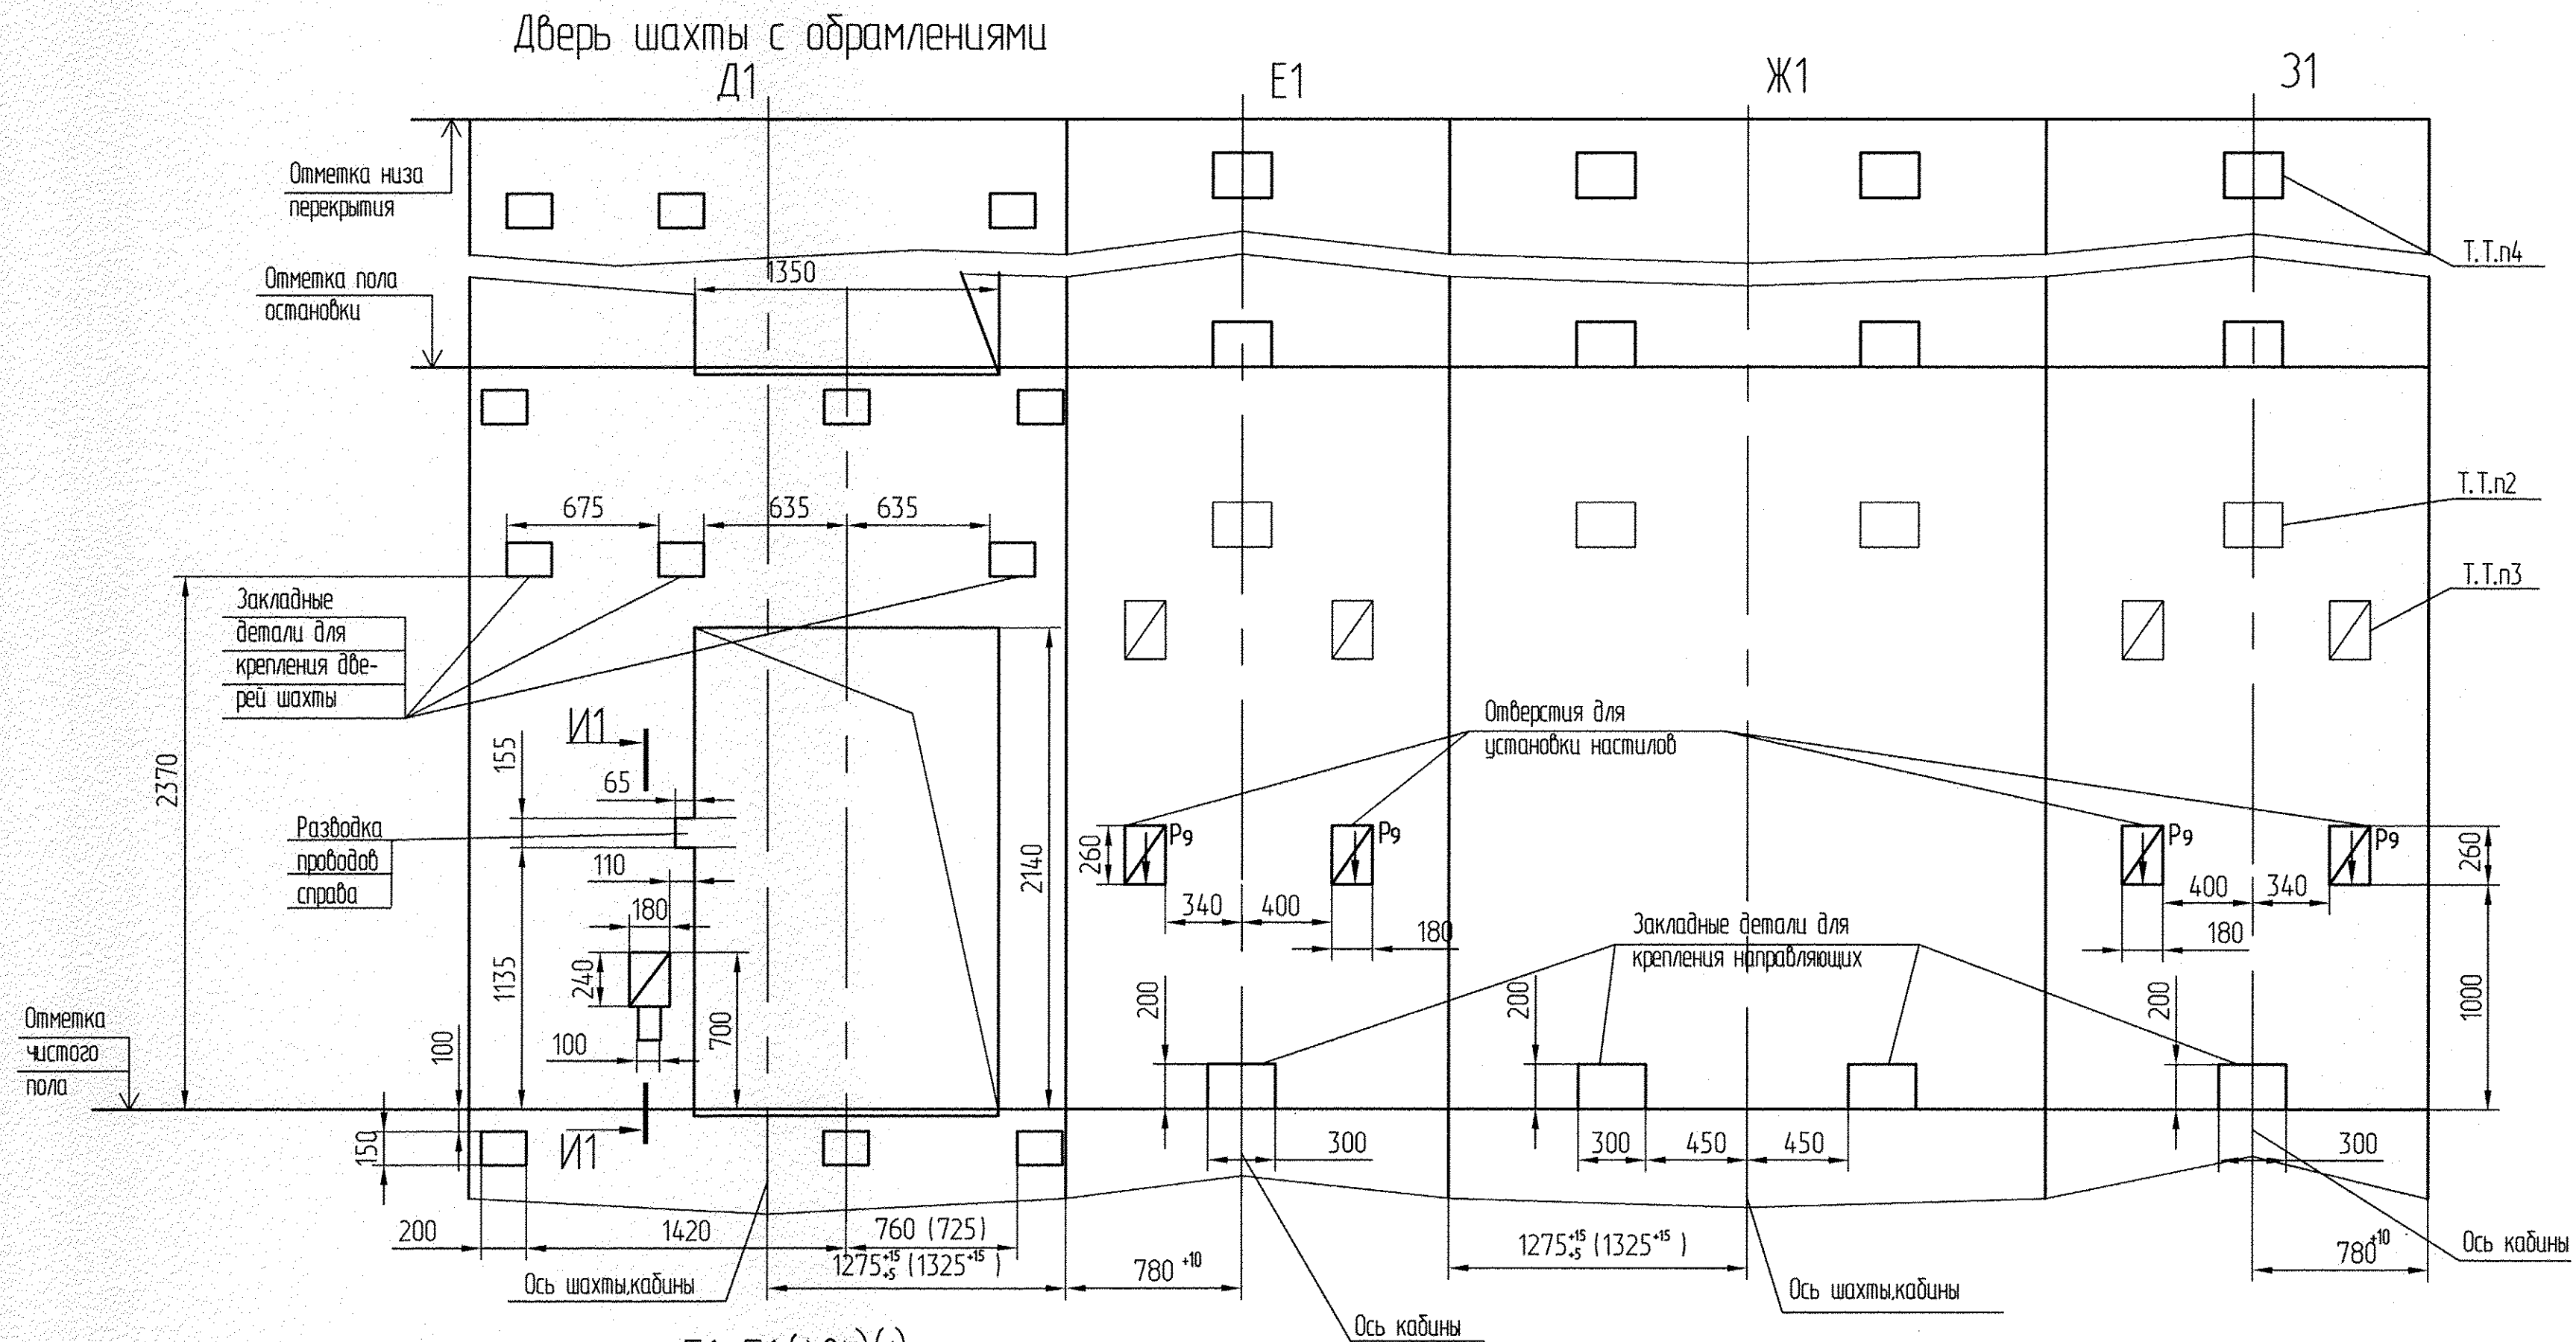 Дверь шахты с обрамлениями
Д1
Е1
Ж1
З1
Отметка низа
перекрытия
Отметка пола
остановки
1350
Т.Т.п4
675
635
635
Т.Т.п2
Т.Т.п3
Закладные
детали для
крепления две-
рей шахты
2370
И1
155
65
Разводка
проводов
справа
110
180
240
1135
700
100
2140
Отверстия для
установки настилов
260
Р9
Р9
Р9
Р9
260
340
400
180
400
340
180
Закладные детали для
крепления направляющих
200
200
200
1000
Отметка
чистого
пола
100
150
И1
300
300
450
450
300
200
1420
760 (725)
1275 +15 +5 (1325 +15 )
780 +10
1275 +15 +5 (1325 +15 )
780 +10
Ось шахты,кабины
Ось кабины
Ось шахты,кабины
Ось кабины